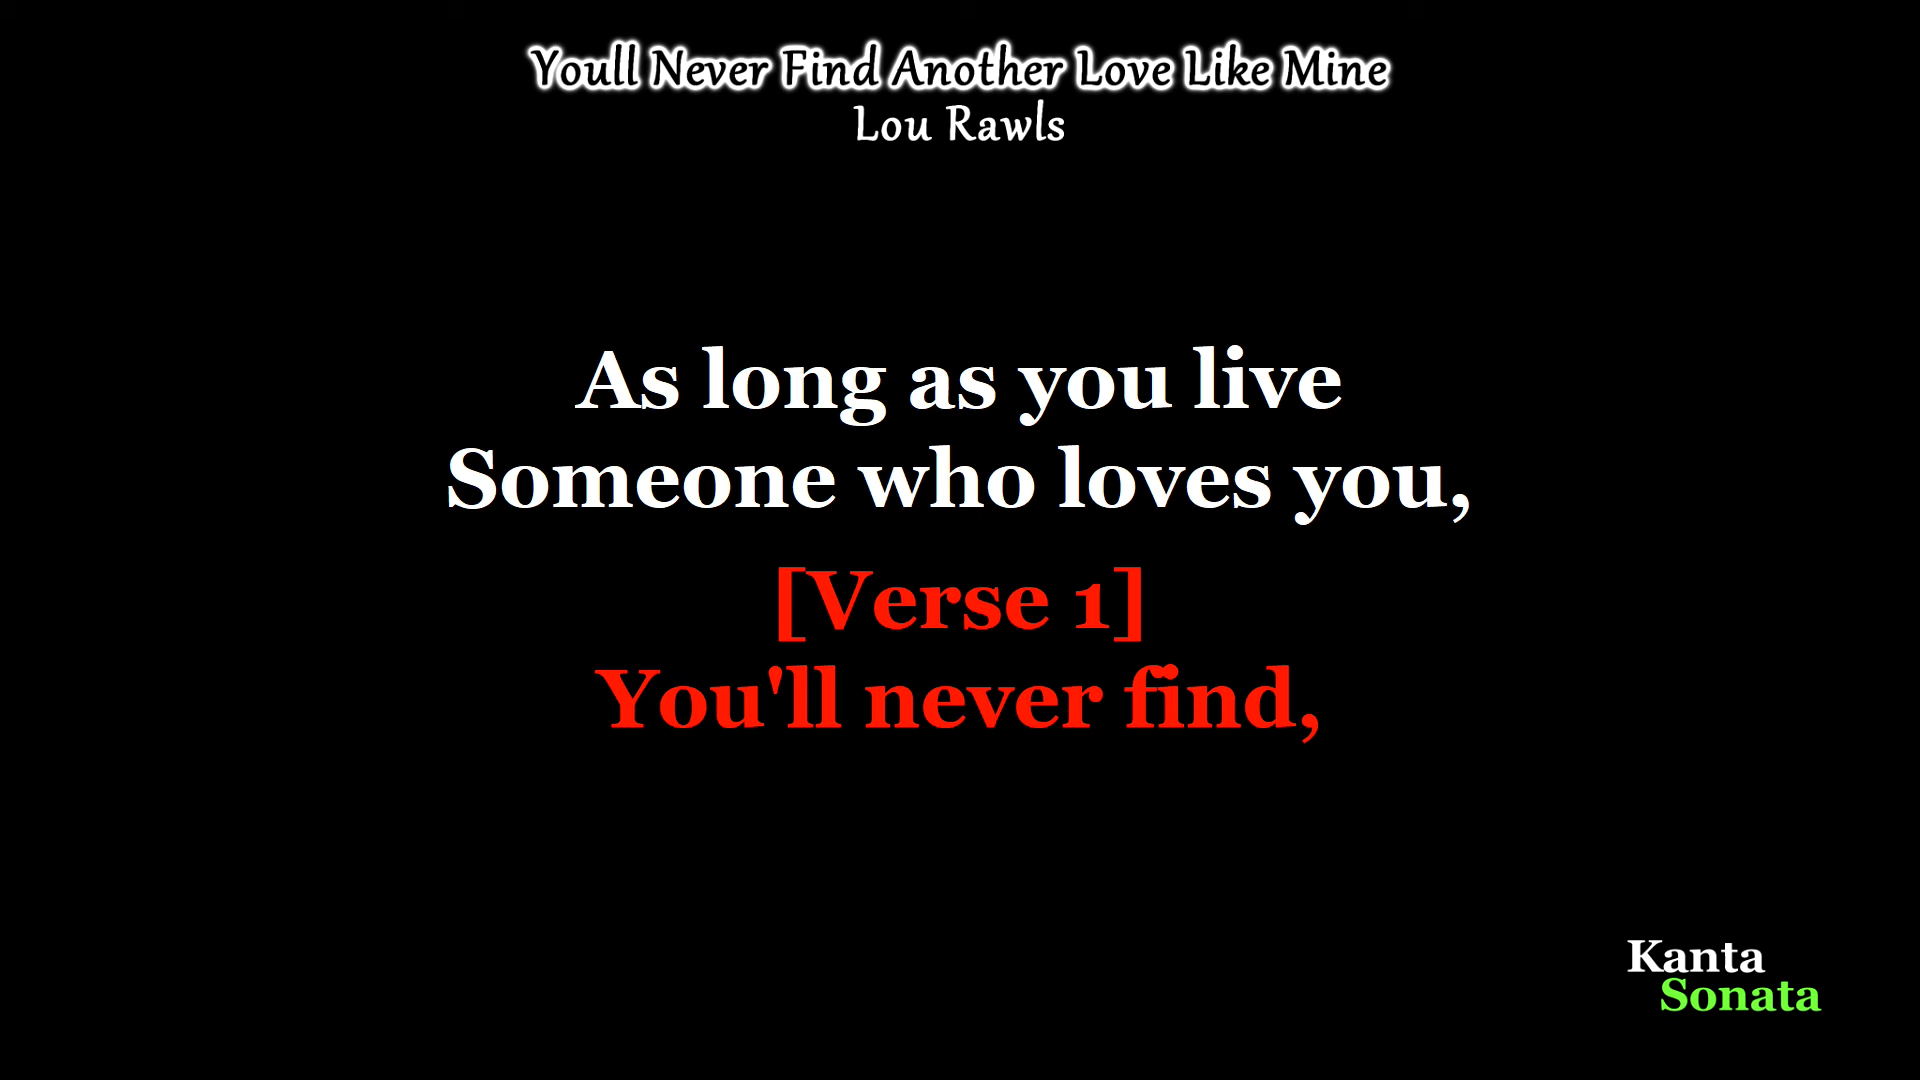 Youll Never Find Another Love Like Mine
Lou Rawls
As long as you live
Someone who loves you,
[Verse 1]
You'll never find,
Kanta
Sonata